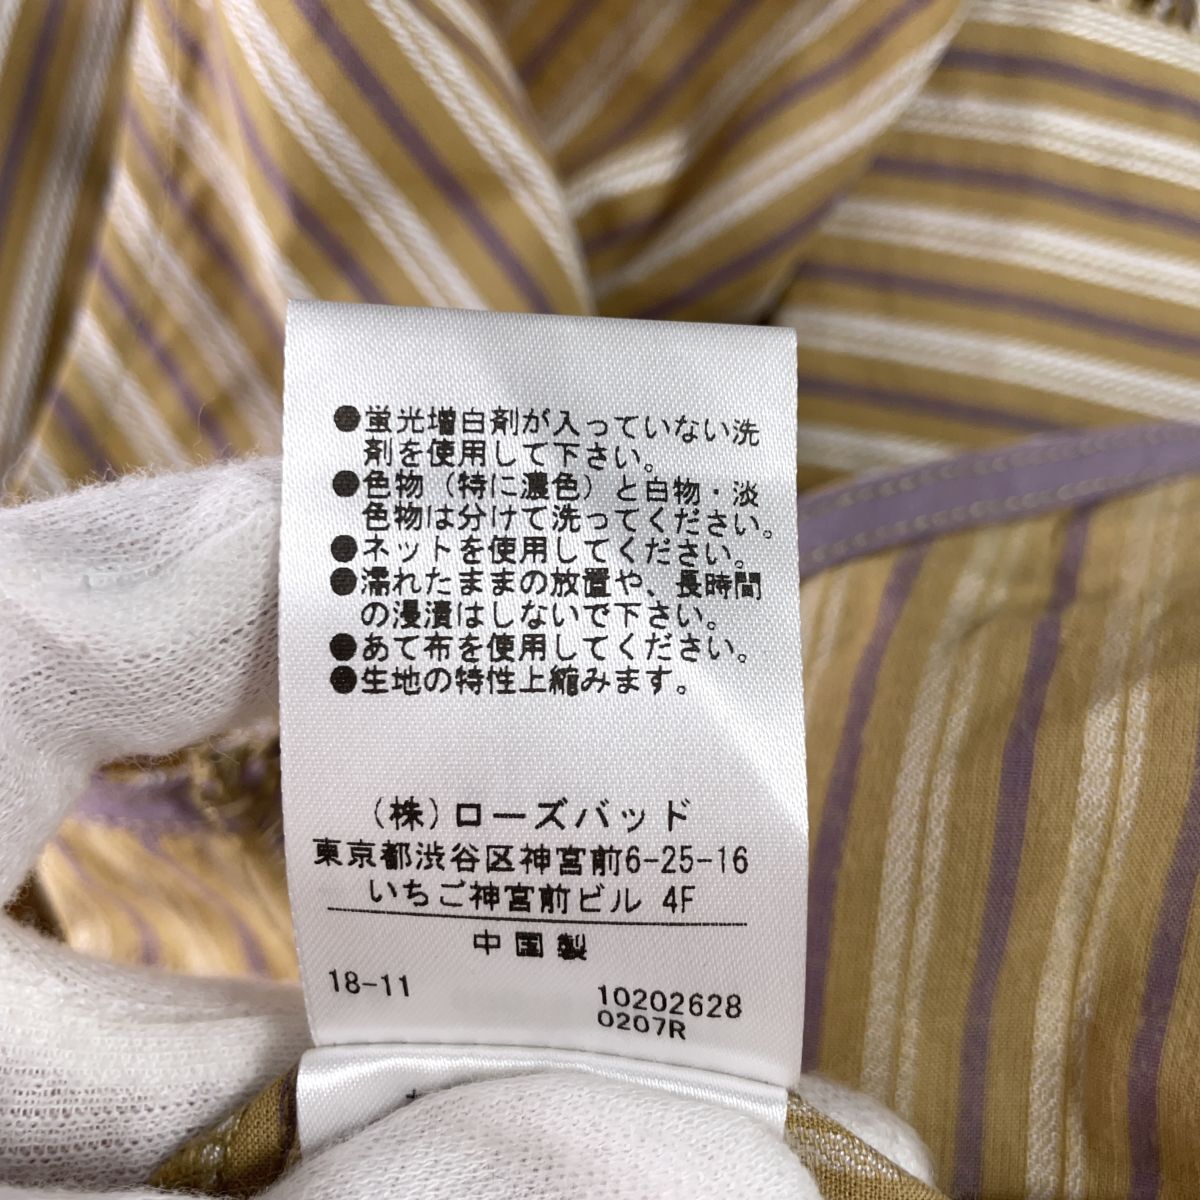 ●蛍光増白剤が入っていない洗
剤を使用して下さい。
●色物(特に濃色)と白物・淡
色物は分けて洗ってください。
●ネットを使用してください。
●濡れたままの放置や、長時間
の浸漬はしないで下さい。
●あて布を使用してください。
●生地の特性上縮みます。
(株)ローズバッド
東京都渋谷区神宮前6-25-16
いちご神宮前ビル 4F
中国製
18-11
10202628
0207R